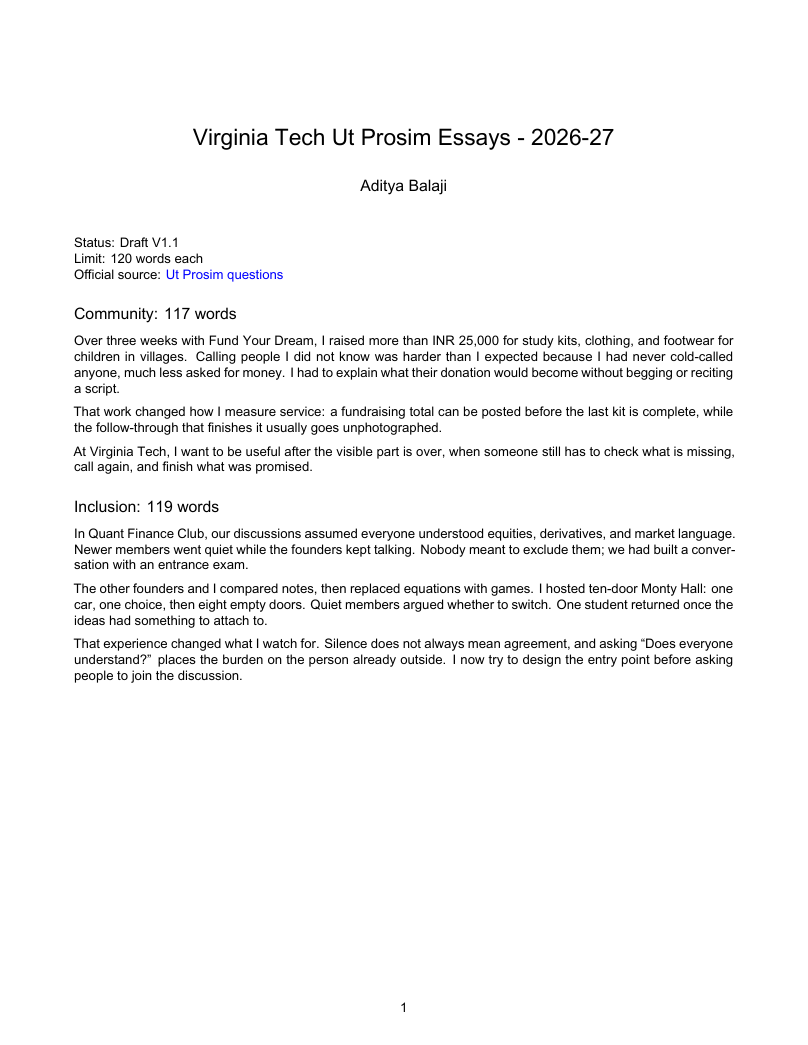 Virginia Tech Ut Prosim Essays - 2026-27
Aditya Balaji
Status: Draft V1.1
Limit: 120 words each
Official source: Ut Prosim questions
Community: 117 words
Over three weeks with Fund Your Dream, I raised more than INR 25,000 for study kits, clothing, and footwear for
children in villages. Calling people I did not know was harder than I expected because I had never cold-called
anyone, much less asked for money. I had to explain what their donation would become without begging or reciting
a script.
That work changed how I measure service: a fundraising total can be posted before the last kit is complete, while
the follow-through that finishes it usually goes unphotographed.
At Virginia Tech, I want to be useful after the visible part is over, when someone still has to check what is missing,
call again, and finish what was promised.
Inclusion: 119 words
In Quant Finance Club, our discussions assumed everyone understood equities, derivatives, and market language.
Newer members went quiet while the founders kept talking. Nobody meant to exclude them; we had built a conver-
sation with an entrance exam.
The other founders and I compared notes, then replaced equations with games. I hosted ten-door Monty Hall: one
car, one choice, then eight empty doors. Quiet members argued whether to switch. One student returned once the
ideas had something to attach to.
That experience changed what I watch for. Silence does not always mean agreement, and asking “Does everyone
understand?” places the burden on the person already outside. I now try to design the entry point before asking
people to join the discussion.
1